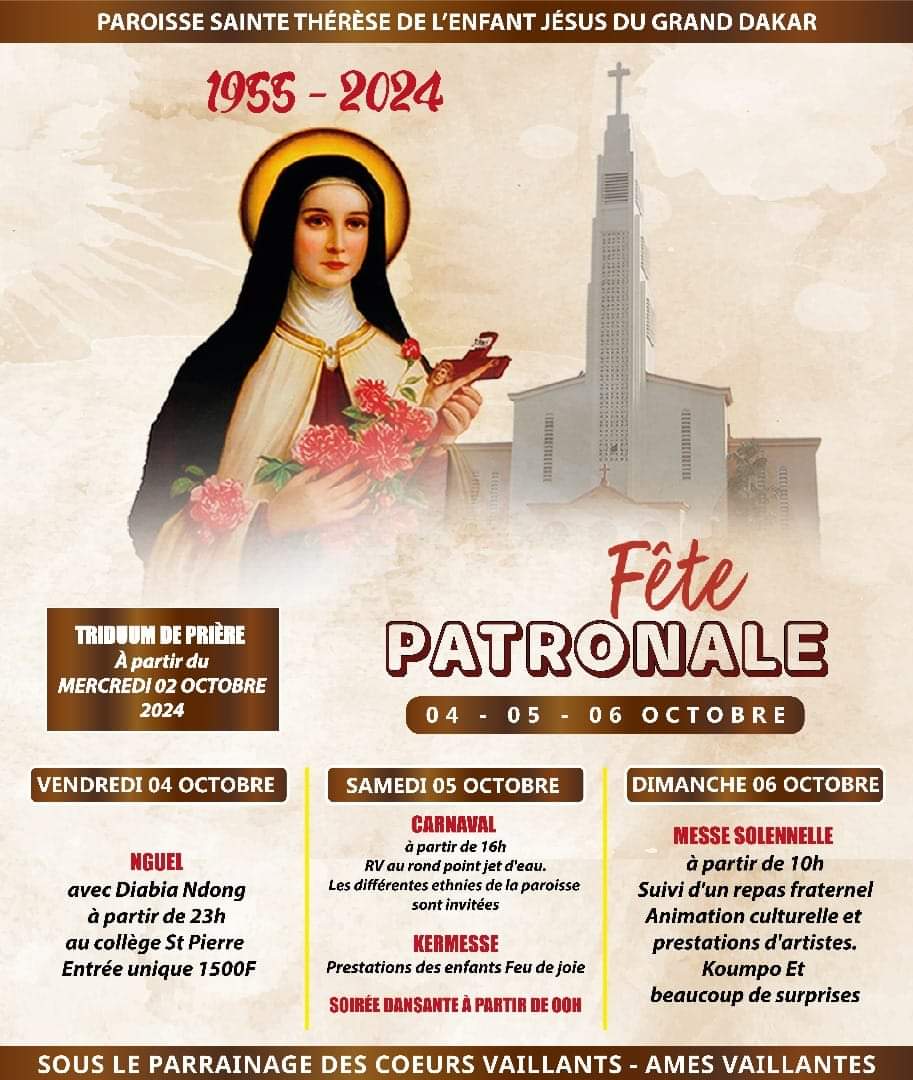 PAROISSE SAINTE THÉRÈSE DE L'ENFANT JÉSUS DU GRAND DAKAR
1955 - 2024
Fête
PATRONALE
04 - 05 - 06 OCTOBRE
TRIDUUM DE PRIÈRE
À partir du
MERCREDI 02 OCTOBRE
2024
VENDREDI 04 OCTOBRE
NGUEL
avec Diabia Ndong
à partir de 23h
au collège St Pierre
Entrée unique 1500F
SAMEDI 05 OCTOBRE
CARNAVAL
à partir de 16h
RV au rond point jet d'eau.
Les différentes ethnies de la paroisse
sont invitées
KERMESSE
Prestations des enfants Feu de joie
SOIRÉE DANSANTE À PARTIR DE 00H
DIMANCHE 06 OCTOBRE
MESSE SOLENNELLE
à partir de 10h
Suivi d'un repas fraternel
Animation culturelle et
prestations d'artistes.
Koumpo Et
beaucoup de surprises
SOUS LE PARRAINAGE DES COEURS VAILLANTS - AMES VAILLANTES